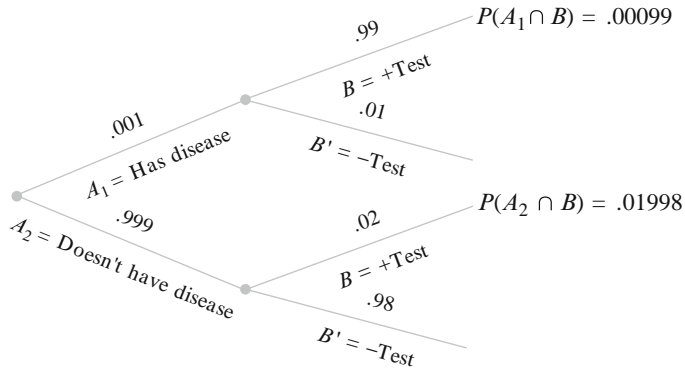 .99
P(A₁ ∩ B) = .00099
B = +Test
.001
.01
A₁ = Has disease
B' = −Test
.999
A₂ = Doesn't have disease
.02
P(A₂ ∩ B) = .01998
B = +Test
.98
B' = −Test